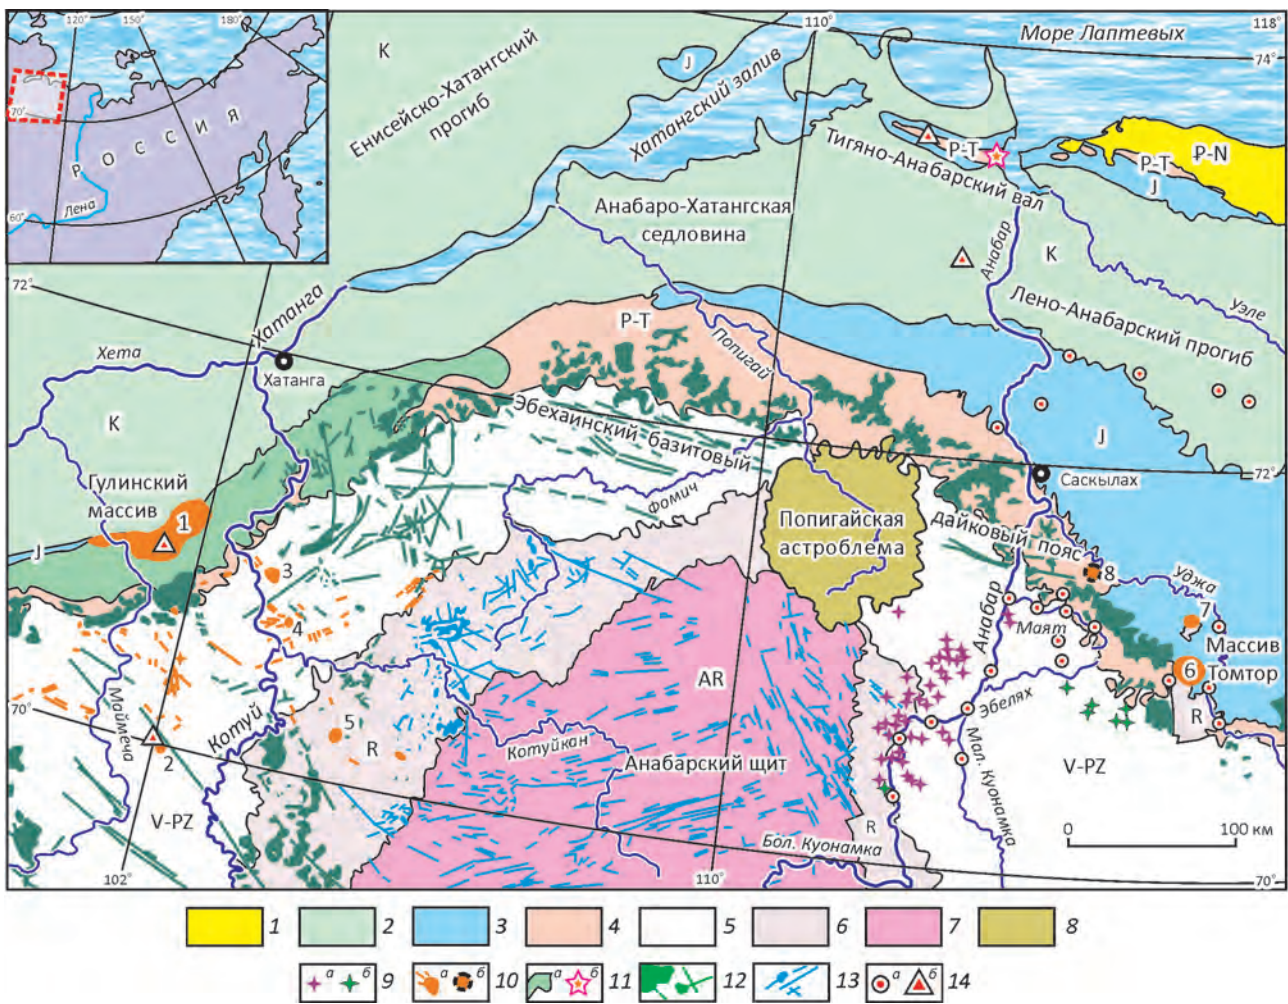 120°
150°
180°
70°
60°
РОССИЯ
Лена
K
Енисейско-Хатангский
прогиб
J
Хатангский залив
110°
Море Лаптевых
118°
74°
P-T
Тигяно-Анабарский вал
P-N
P-T
J
Анабаро-Хатангская
седловина
Анабар
K
Уэле
Лено-Анабарский прогиб
72°
Хатанга
Хета
Хатанга
P-T
Попигай
K
J
Эбехаинский базитовый
72°
Саскылах
Гулинский
массив
1
Фомич
Попигайская
астроблема
дайковый пояс
J
3
8
Уджа
7
4
Анабар
Маят
Массив
6
Томтор
AR
Эбелях
70°
Маймеча
Котуй
5
R
R
2
Котуйкан
Анабарский щит
Мал. Куонамка
V-PZ
V-PZ
R
0
100 км
Бол. Куонамка
102°
110°
70°
1
2
3
4
5
6
7
8
а
б
9
а
б
10
а
б
11
12
13
а
б
14